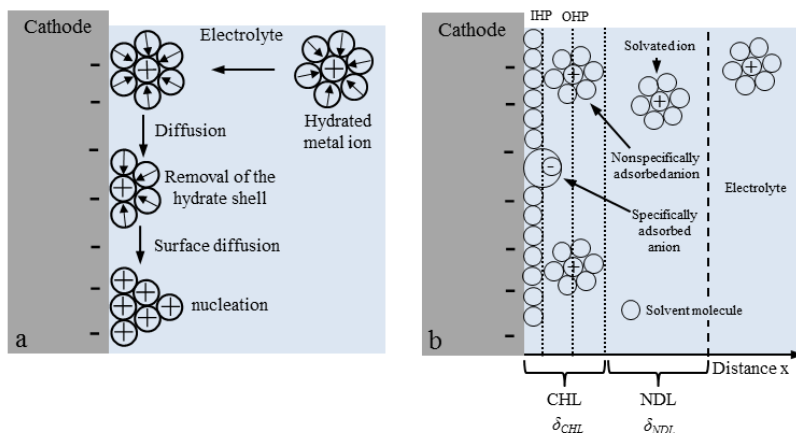 Cathode
Electrolyte
Hydrated
metal ion
Diffusion
Removal of the
hydrate shell
Surface diffusion
nucleation
a
IHP
OHP
Cathode
Solvated ion
Nonspecifically
adsorbed anion
Electrolyte
Specifically
adsorbed
anion
Solvent molecule
b
Distance x
CHL
NDL
δCHL
δNDL